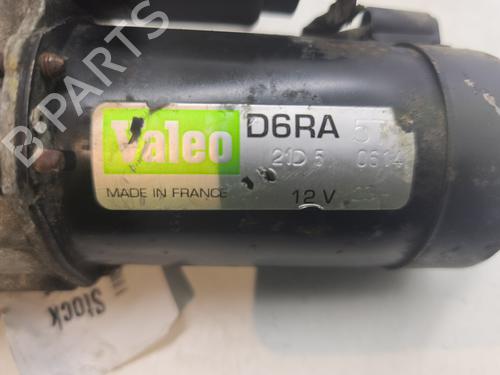 Valeo D6RA
21D 5 0614
MADE IN FRANCE 12 V
Stock
B-PARTS